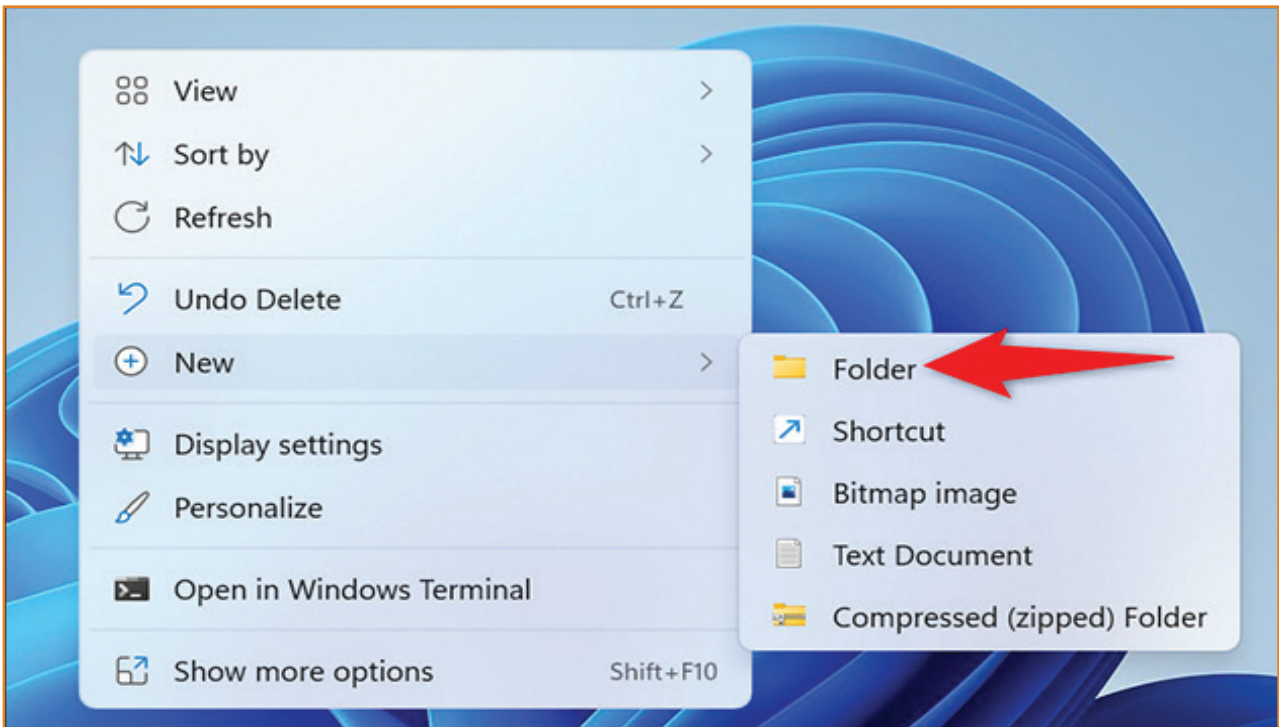 View
Sort by
Refresh
Undo Delete Ctrl+Z
New
Folder
Shortcut
Bitmap image
Text Document
Compressed (zipped) Folder
Display settings
Personalize
Open in Windows Terminal
Show more options Shift+F10